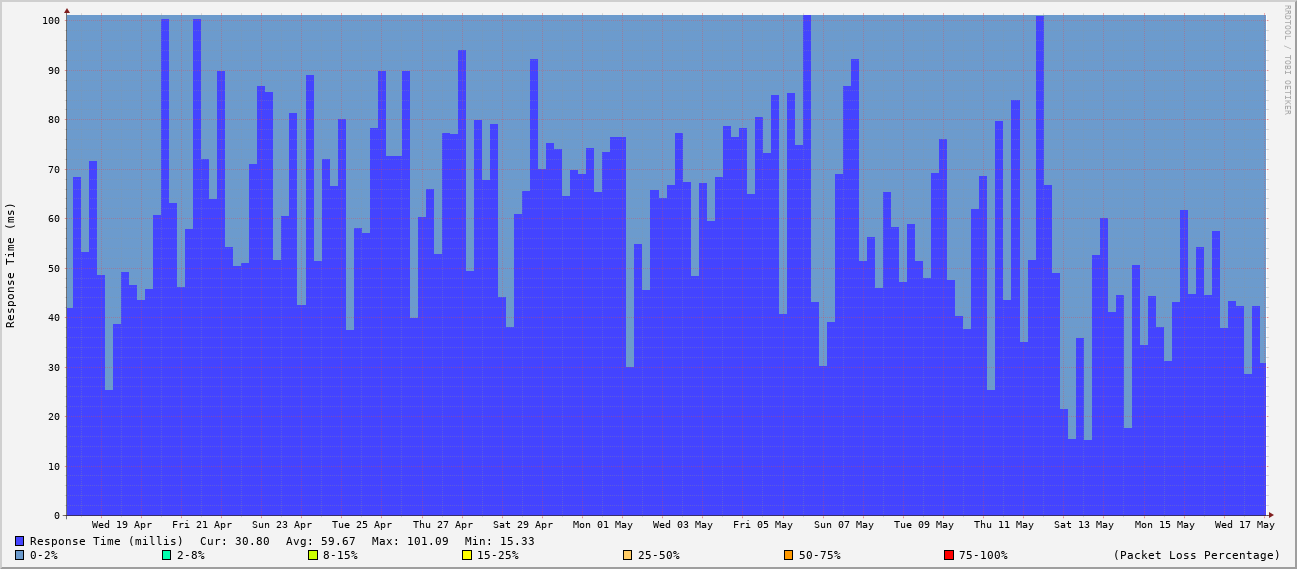 RRDTOOL / TOBI OETIKER
Response Time (ms)
100
90
80
70
60
50
40
30
20
10
0
Wed 19 Apr Fri 21 Apr Sun 23 Apr Tue 25 Apr Thu 27 Apr Sat 29 Apr Mon 01 May Wed 03 May Fri 05 May Sun 07 May Tue 09 May Thu 11 May Sat 13 May Mon 15 May Wed 17 May
Response Time (millis) Cur: 30.80 Avg: 59.67 Max: 101.09 Min: 15.33
0-2% 2-8% 8-15% 15-25% 25-50% 50-75% 75-100% (Packet Loss Percentage)